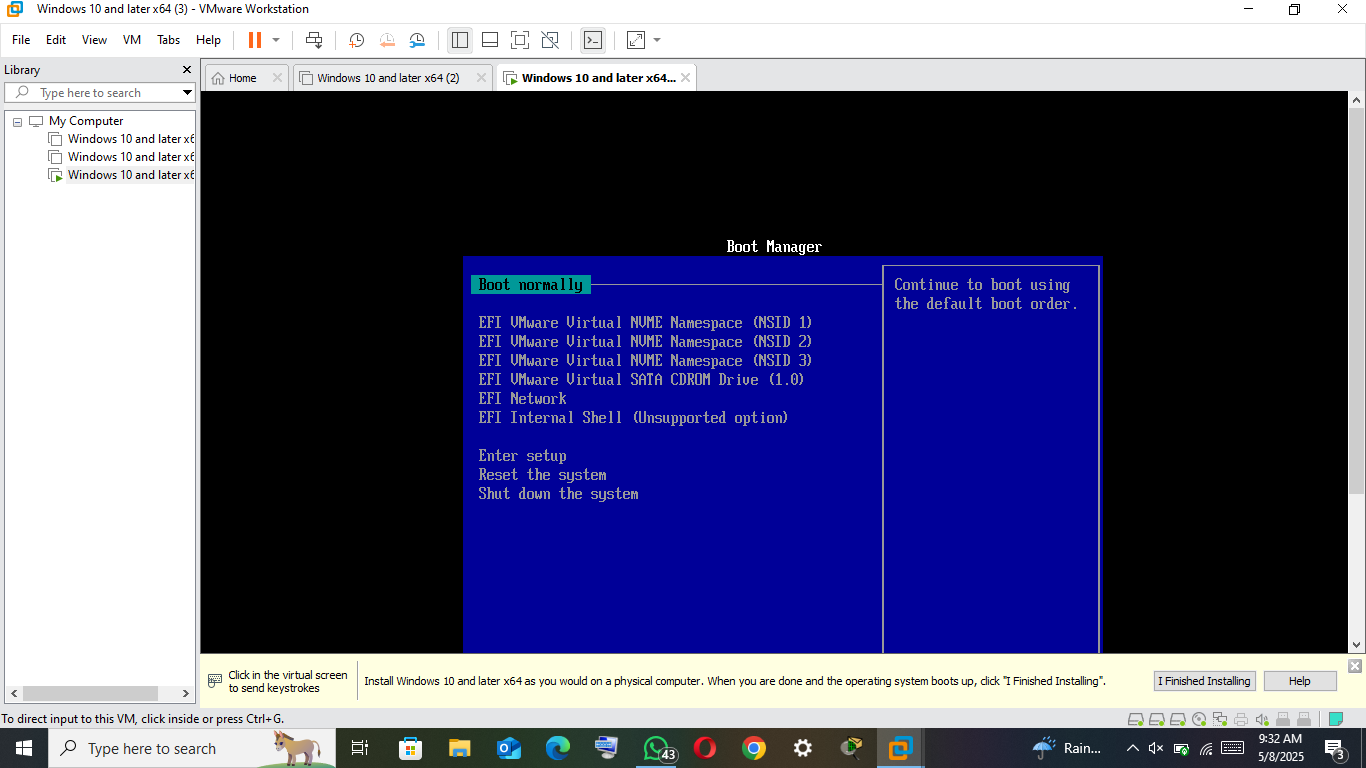 Windows 10 and later x64 (3) - VMware Workstation
File Edit View VM Tabs Help
Library
Type here to search
My Computer
Windows 10 and later x6
Windows 10 and later x6
Windows 10 and later x6
Home
Windows 10 and later x64 (2)
Windows 10 and later x64...
Boot Manager
Boot normally
EFI VMware Virtual NVME Namespace (NSID 1)
EFI VMware Virtual NVME Namespace (NSID 2)
EFI VMware Virtual NVME Namespace (NSID 3)
EFI VMware Virtual SATA CDROM Drive (1.0)
EFI Network
EFI Internal Shell (Unsupported option)
Enter setup
Reset the system
Shut down the system
Continue to boot using
the default boot order.
Click in the virtual screen
to send keystrokes
Install Windows 10 and later x64 as you would on a physical computer. When you are done and the operating system boots up, click "I Finished Installing".
I Finished Installing
Help
To direct input to this VM, click inside or press Ctrl+G.
Type here to search
43
Rain...
9:32 AM
5/8/2025
3